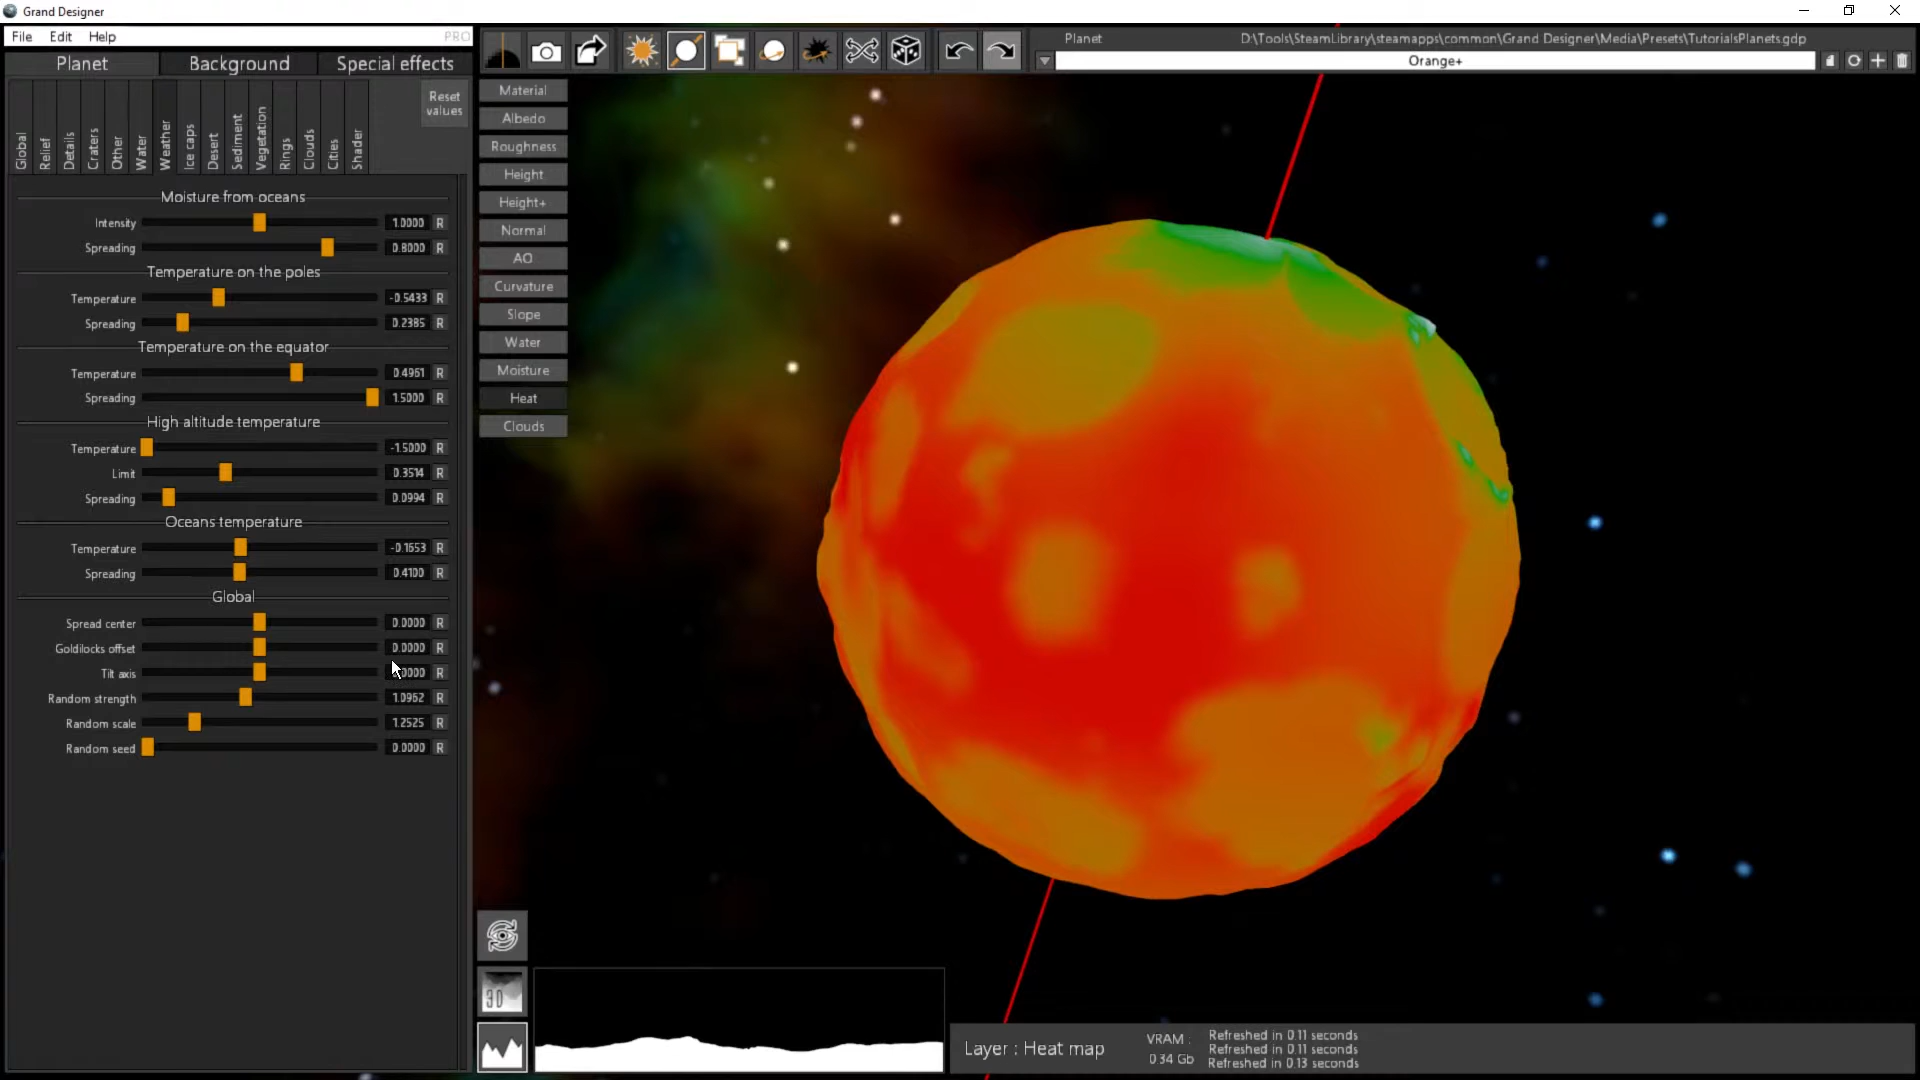 Grand Designer
File Edit Help PRO
Planet Background Special effects
Planet D:\Tools\SteamLibrary\steamapps\common\Grand Designer\Media\Presets\TutorialsPlanets.gdp
Orange+
Global Relief Details Craters Other Water Weather Ice caps Desert Sediment Vegetation Rings Clouds Cities Shader
Reset values
Moisture from oceans
Intensity 1.0000 R
Spreading 0.8000 R
Temperature on the poles
Temperature -0.5433 R
Spreading 0.2385 R
Temperature on the equator
Temperature 0.4961 R
Spreading 1.5000 R
High altitude temperature
Temperature -1.5000 R
Limit 0.3514 R
Spreading 0.0994 R
Oceans temperature
Temperature -0.1653 R
Spreading 0.4100 R
Global
Spread center 0.0000 R
Goldilocks offset 0.0000 R
Tilt axis R
Random strength 1.0962 R
Random scale 1.2525 R
Random seed 0.0000 R
Material
Albedo
Roughness
Height
Height+
Normal
AO
Curvature
Slope
Water
Moisture
Heat
Clouds
3D
Layer : Heat map
VRAM :
0.34 Gb
Refreshed in 0.11 seconds
Refreshed in 0.11 seconds
Refreshed in 0.13 seconds